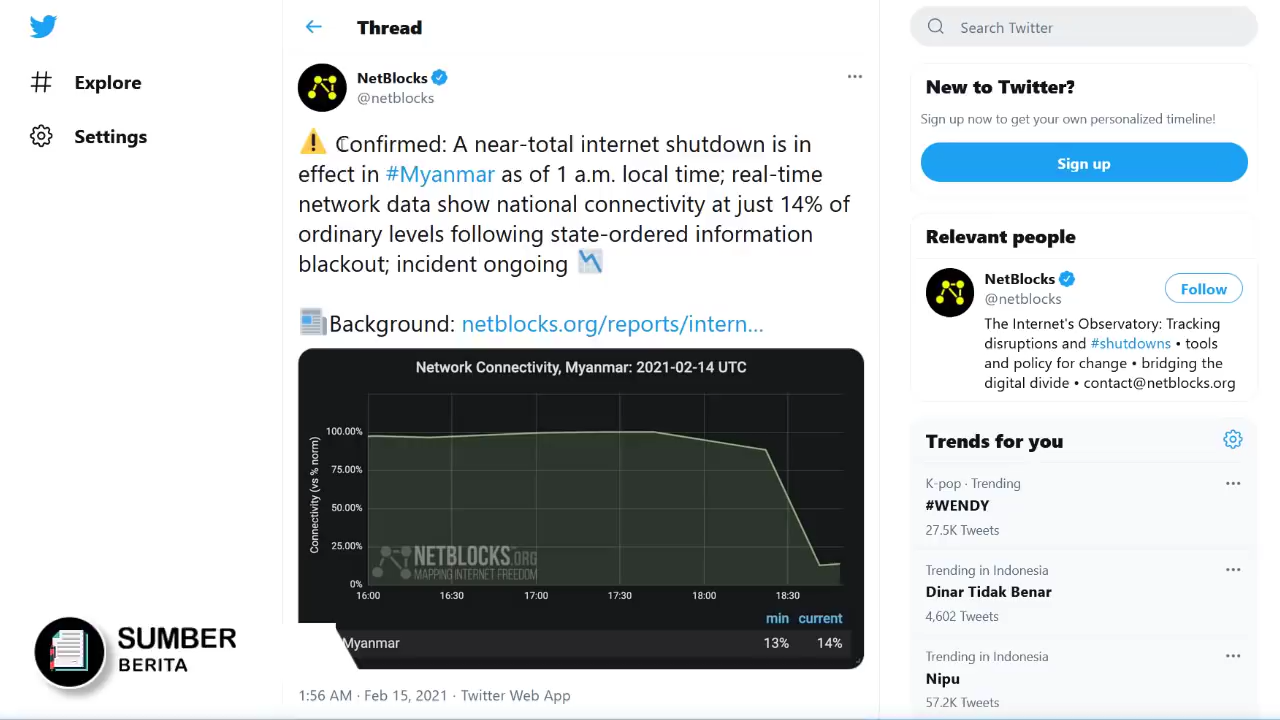 Explore
Settings
Thread
NetBlocks
@netblocks
Confirmed: A near-total internet shutdown is in
effect in #Myanmar as of 1 a.m. local time; real-time
network data show national connectivity at just 14% of
ordinary levels following state-ordered information
blackout; incident ongoing
Background: netblocks.org/reports/intern...
Network Connectivity, Myanmar: 2021-02-14 UTC
Connectivity (vs % norm)
100.00%
75.00%
50.00%
25.00%
0%
16:00 16:30 17:00 17:30 18:00 18:30
NETBLOCKS.ORG
MAPPING INTERNET FREEDOM
min current
Myanmar 13% 14%
1:56 AM · Feb 15, 2021 · Twitter Web App
Search Twitter
New to Twitter?
Sign up now to get your own personalized timeline!
Sign up
Relevant people
NetBlocks
@netblocks
Follow
The Internet's Observatory: Tracking
disruptions and #shutdowns • tools
and policy for change • bridging the
digital divide • contact@netblocks.org
Trends for you
K-pop · Trending
#WENDY
27.5K Tweets
Trending in Indonesia
Dinar Tidak Benar
4,602 Tweets
Trending in Indonesia
Nipu
57.2K Tweets
SUMBER
BERITA